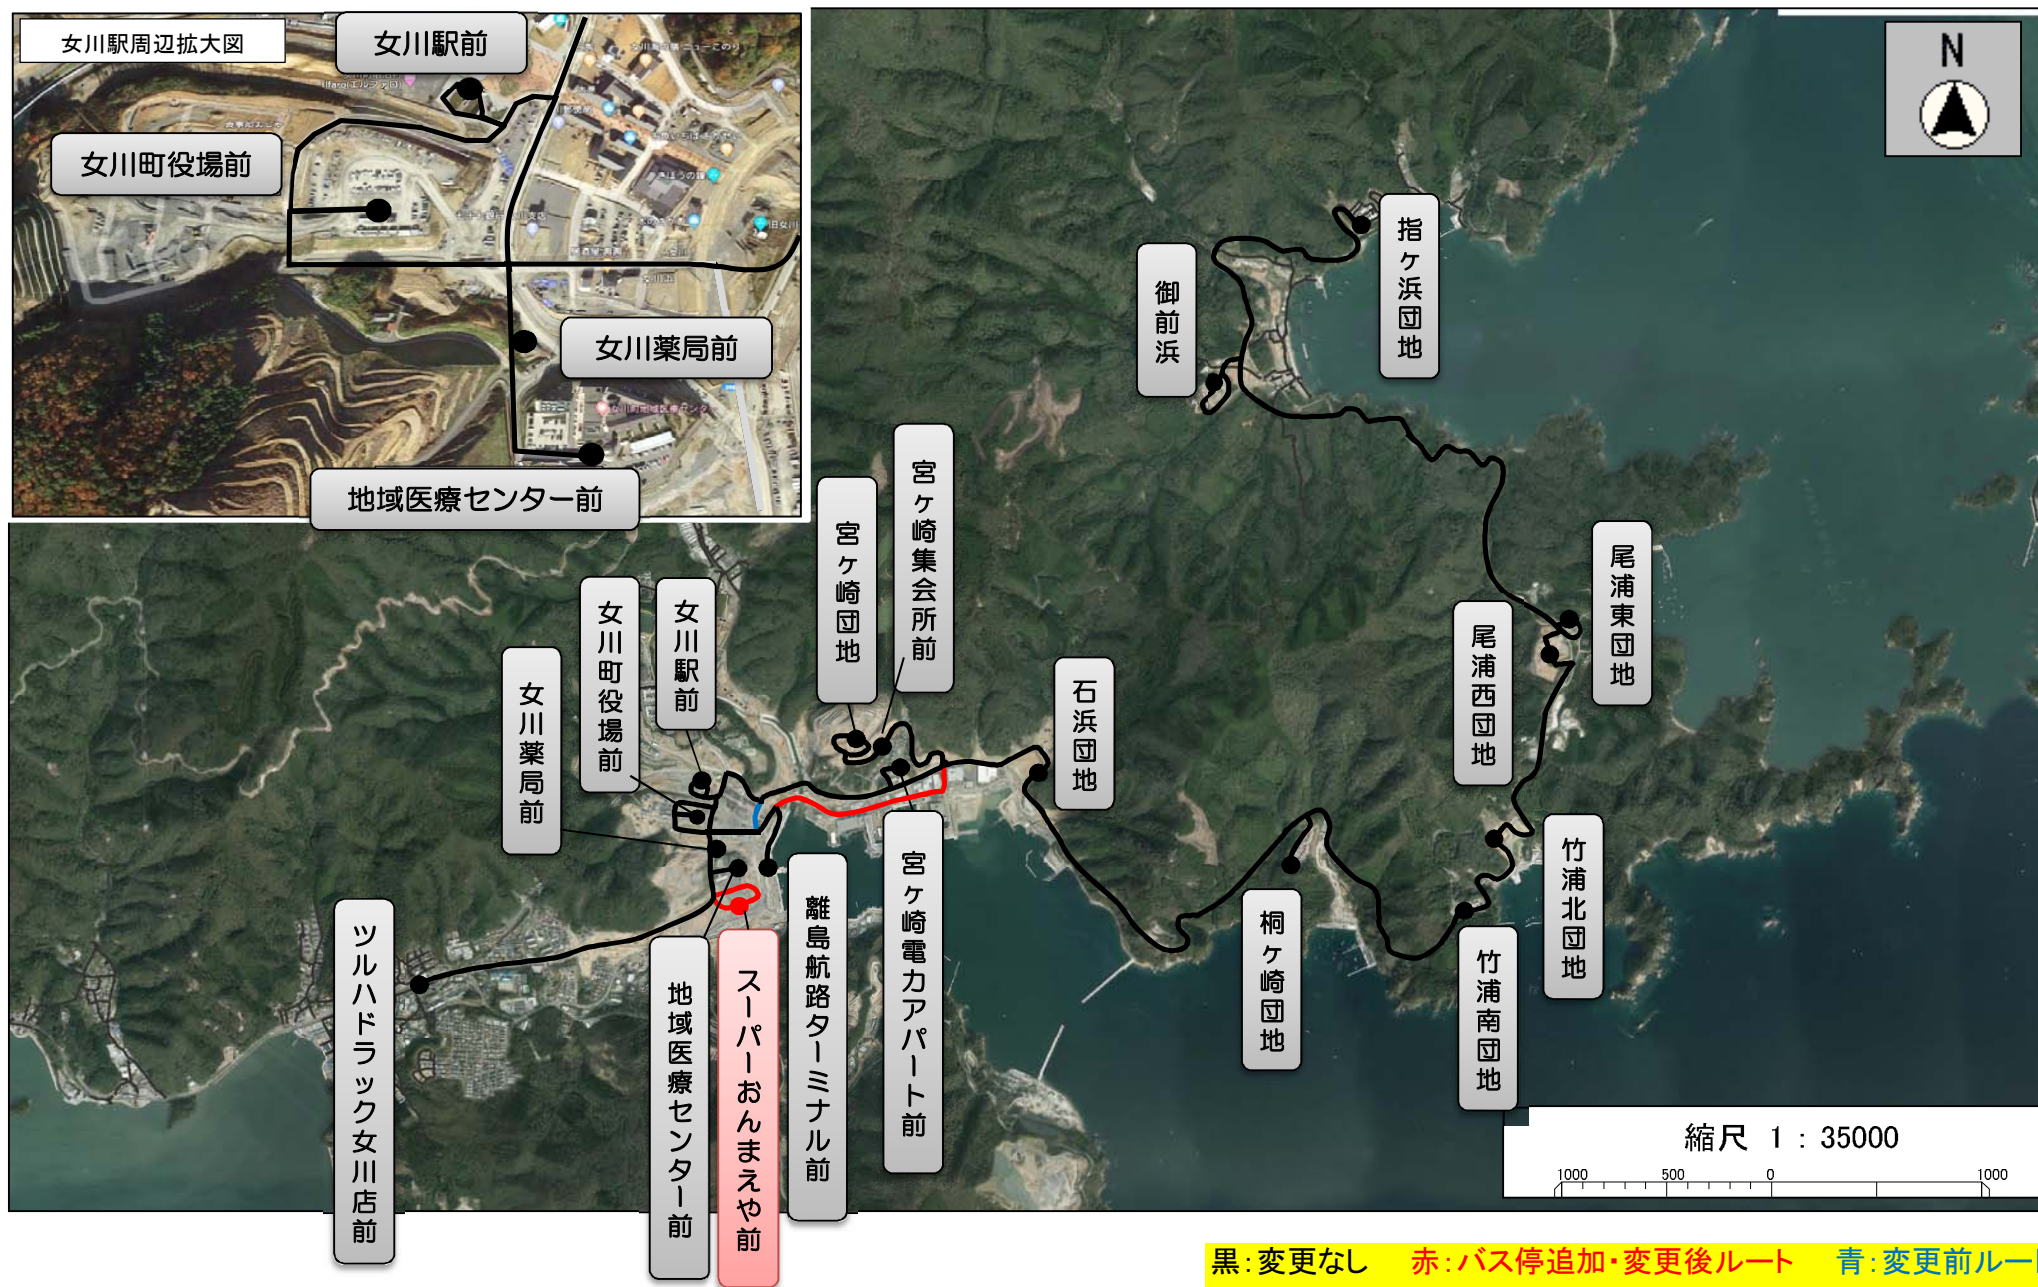 女川駅周辺拡大図
女川駅前
女川町役場前
女川薬局前
地域医療センター前
N
指ヶ浜団地
御前浜
尾浦東団地
尾浦西団地
竹浦北団地
竹浦南団地
桐ヶ崎団地
石浜団地
宮ヶ崎集会所前
宮ヶ崎団地
女川駅前
女川町役場前
女川薬局前
宮ヶ崎電力アパート前
離島航路ターミナル前
スーパーおんまえや前
地域医療センター前
ツルハドラック女川店前
縮尺 1：35000
1000 500 0 1000
黒：変更なし 赤：バス停追加・変更後ルート 青：変更前ルー